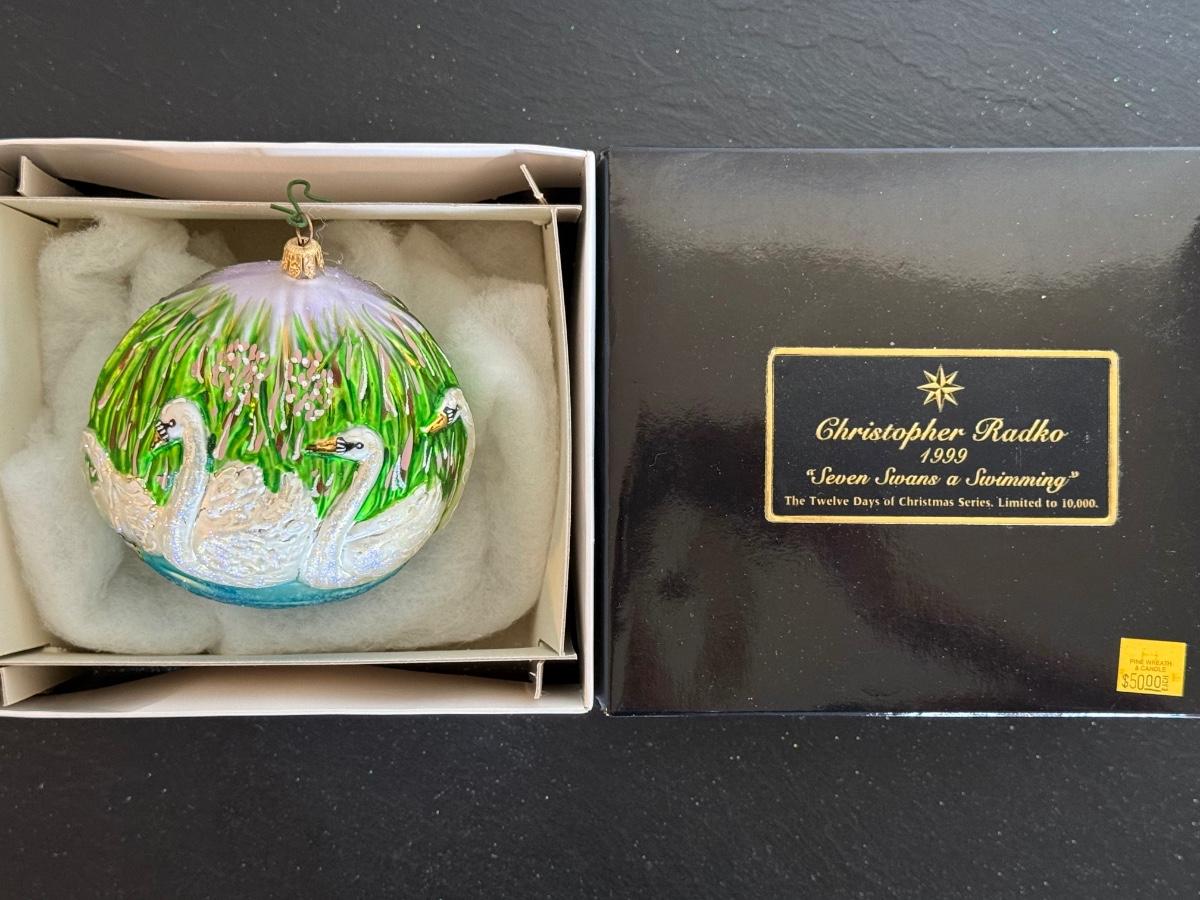 Christopher Radko
1999
“Seven Swans a Swimming”
The Twelve Days of Christmas Series. Limited to 10,000.
PINE WREATH
& CANDLE
$50.00 EACH